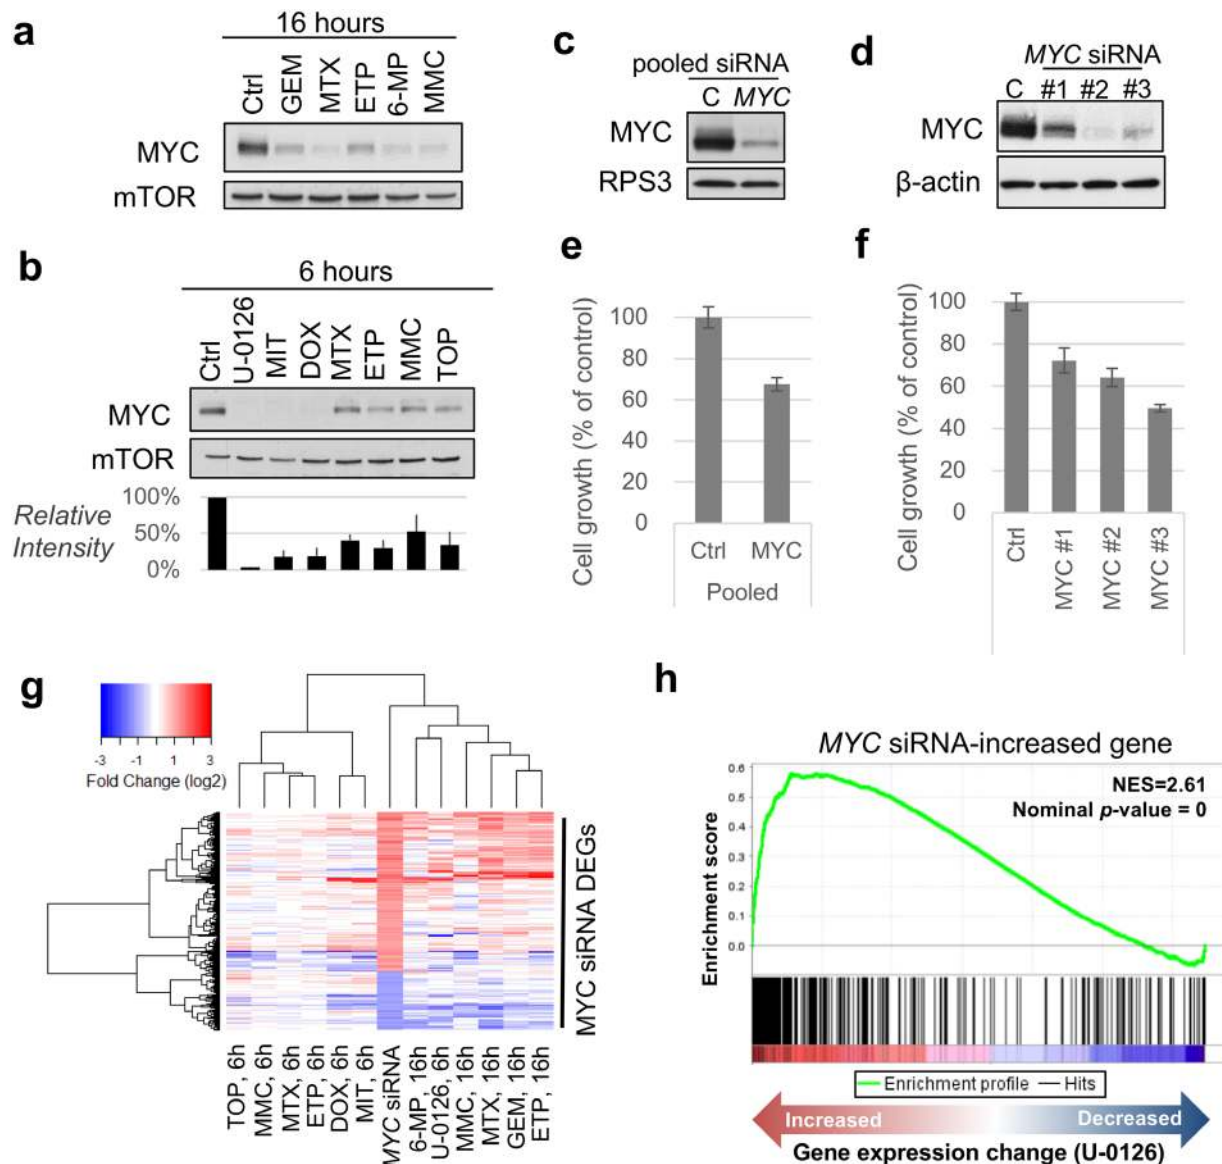 a
16 hours
Ctrl
GEM
MTX
ETP
6-MP
MMC
MYC
mTOR
b
6 hours
Ctrl
U-0126
MIT
DOX
MTX
ETP
MMC
TOP
MYC
mTOR
Relative
Intensity
100%
50%
0%
c
pooled siRNA
C MYC
MYC
RPS3
d
MYC siRNA
C #1 #2 #3
MYC
β-actin
e
Cell growth (% of control)
100
80
60
40
20
0
Ctrl MYC
Pooled
f
Cell growth (% of control)
100
80
60
40
20
0
Ctrl
MYC #1
MYC #2
MYC #3
g
-3 -1 1 3
Fold Change (log2)
MYC siRNA DEGs
TOP, 6h
MMC, 6h
MTX, 6h
ETP, 6h
DOX, 6h
MIT, 6h
MYC siRNA
6-MP, 16h
U-0126, 6h
MMC, 16h
MTX, 16h
GEM, 16h
ETP, 16h
h
MYC siRNA-increased gene
NES=2.61
Nominal p-value = 0
Enrichment score
0.6
0.5
0.4
0.3
0.2
0.1
0.0
Enrichment profile Hits
Increased Decreased
Gene expression change (U-0126)